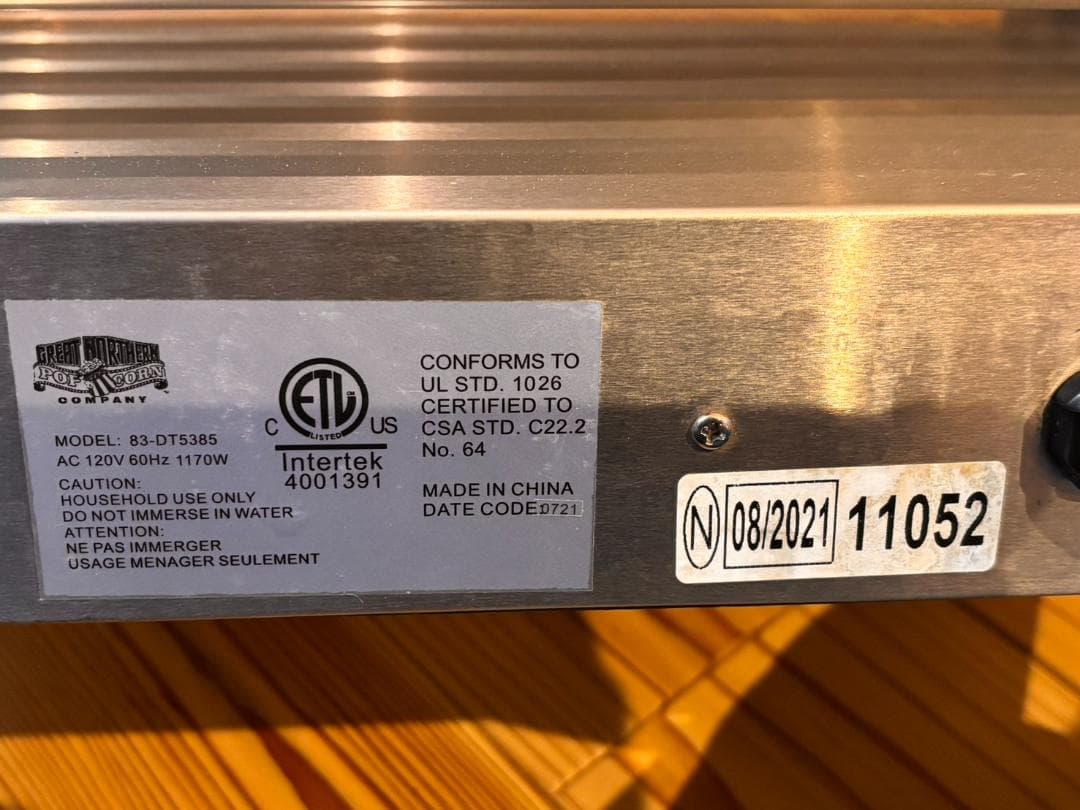 GREAT NORTHERN
POPCORN
COMPANY
MODEL: 83-DT5385
AC 120V 60Hz 1170W
CAUTION:
HOUSEHOLD USE ONLY
DO NOT IMMERSE IN WATER
ATTENTION:
NE PAS IMMERGER
USAGE MENAGER SEULEMENT
ETL CM
LISTED
C US
Intertek
4001391
CONFORMS TO
UL STD. 1026
CERTIFIED TO
CSA STD. C22.2
No. 64
MADE IN CHINA
DATE CODE:0721
N 08/2021 11052